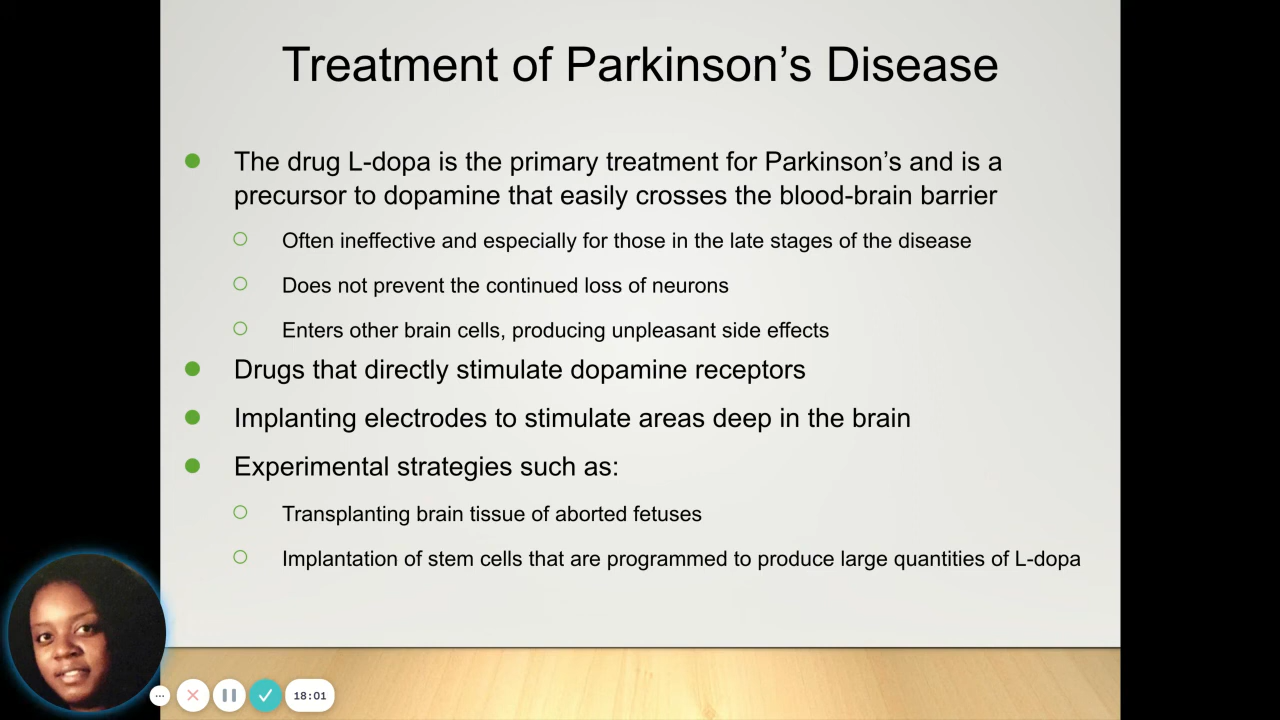 Treatment of Parkinson’s Disease
The drug L-dopa is the primary treatment for Parkinson’s and is a
precursor to dopamine that easily crosses the blood-brain barrier
Often ineffective and especially for those in the late stages of the disease
Does not prevent the continued loss of neurons
Enters other brain cells, producing unpleasant side effects
Drugs that directly stimulate dopamine receptors
Implanting electrodes to stimulate areas deep in the brain
Experimental strategies such as:
Transplanting brain tissue of aborted fetuses
Implantation of stem cells that are programmed to produce large quantities of L-dopa
18:01